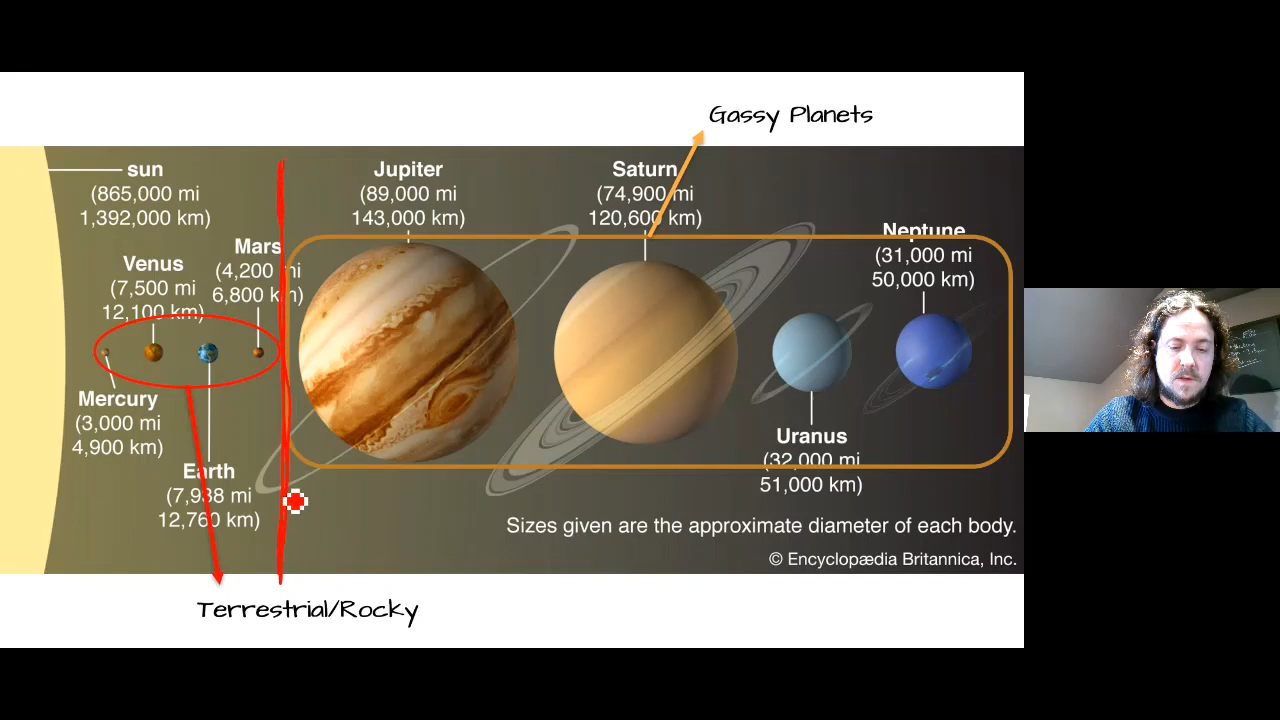 Gassy Planets
sun
(865,000 mi
1,392,000 km)
Jupiter
(89,000 mi
143,000 km)
Saturn
(74,900 mi
120,600 km)
Neptune
(31,000 mi
50,000 km)
Mars
(4,200 mi
6,800 km)
Venus
(7,500 mi
12,100 km)
Mercury
(3,000 mi
4,900 km)
Earth
(7,938 mi
12,760 km)
Uranus
(32,000 mi
51,000 km)
Sizes given are the approximate diameter of each body.
© Encyclopædia Britannica, Inc.
Terrestrial/Rocky